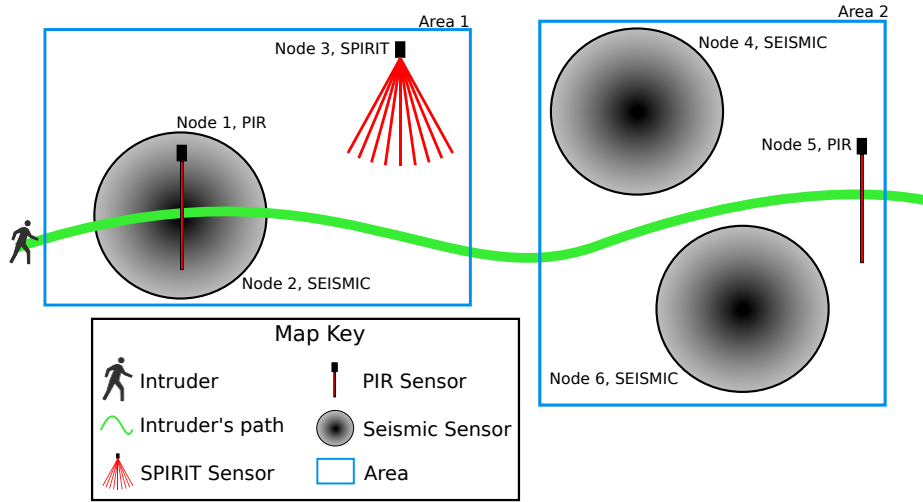 Area 1
Area 2
Node 3, SPIRIT
Node 4, SEISMIC
Node 1, PIR
Node 5, PIR
Node 2, SEISMIC
Node 6, SEISMIC
Map Key
Intruder
PIR Sensor
Intruder's path
Seismic Sensor
SPIRIT Sensor
Area